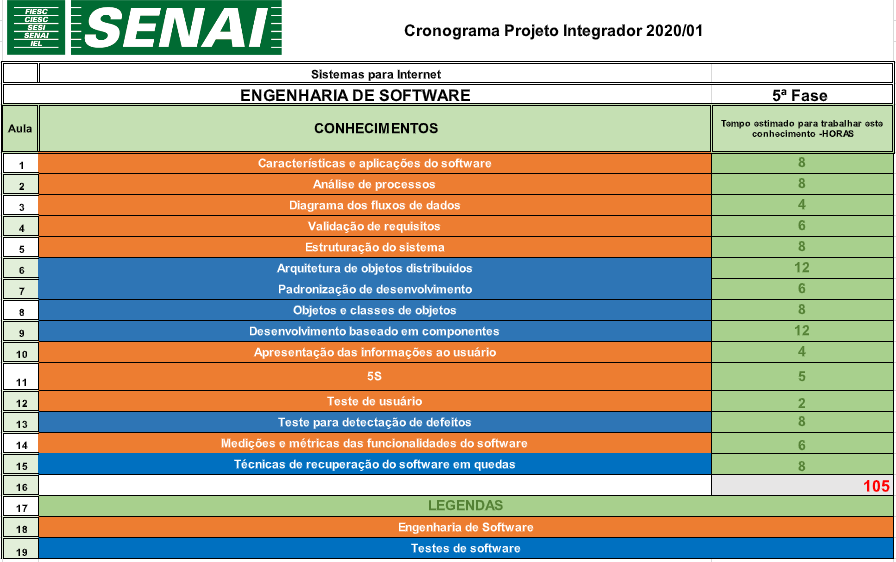 FIESC
CIESC
SESI
SENAI
IEL
SENAI
Cronograma Projeto Integrador 2020/01
Sistemas para Internet
ENGENHARIA DE SOFTWARE 5ª Fase
Aula CONHECIMENTOS Tempo estimado para trabalhar este
conhecimento -HORAS
1 Características e aplicações do software 8
2 Análise de processos 8
3 Diagrama dos fluxos de dados 4
4 Validação de requisitos 6
5 Estruturação do sistema 8
6 Arquitetura de objetos distribuidos 12
7 Padronização de desenvolvimento 6
8 Objetos e classes de objetos 8
9 Desenvolvimento baseado em componentes 12
10 Apresentação das informações ao usuário 4
11 5S 5
12 Teste de usuário 2
13 Teste para detectação de defeitos 8
14 Medições e métricas das funcionalidades do software 6
15 Técnicas de recuperação do software em quedas 8
16 105
17 LEGENDAS
18 Engenharia de Software
19 Testes de software